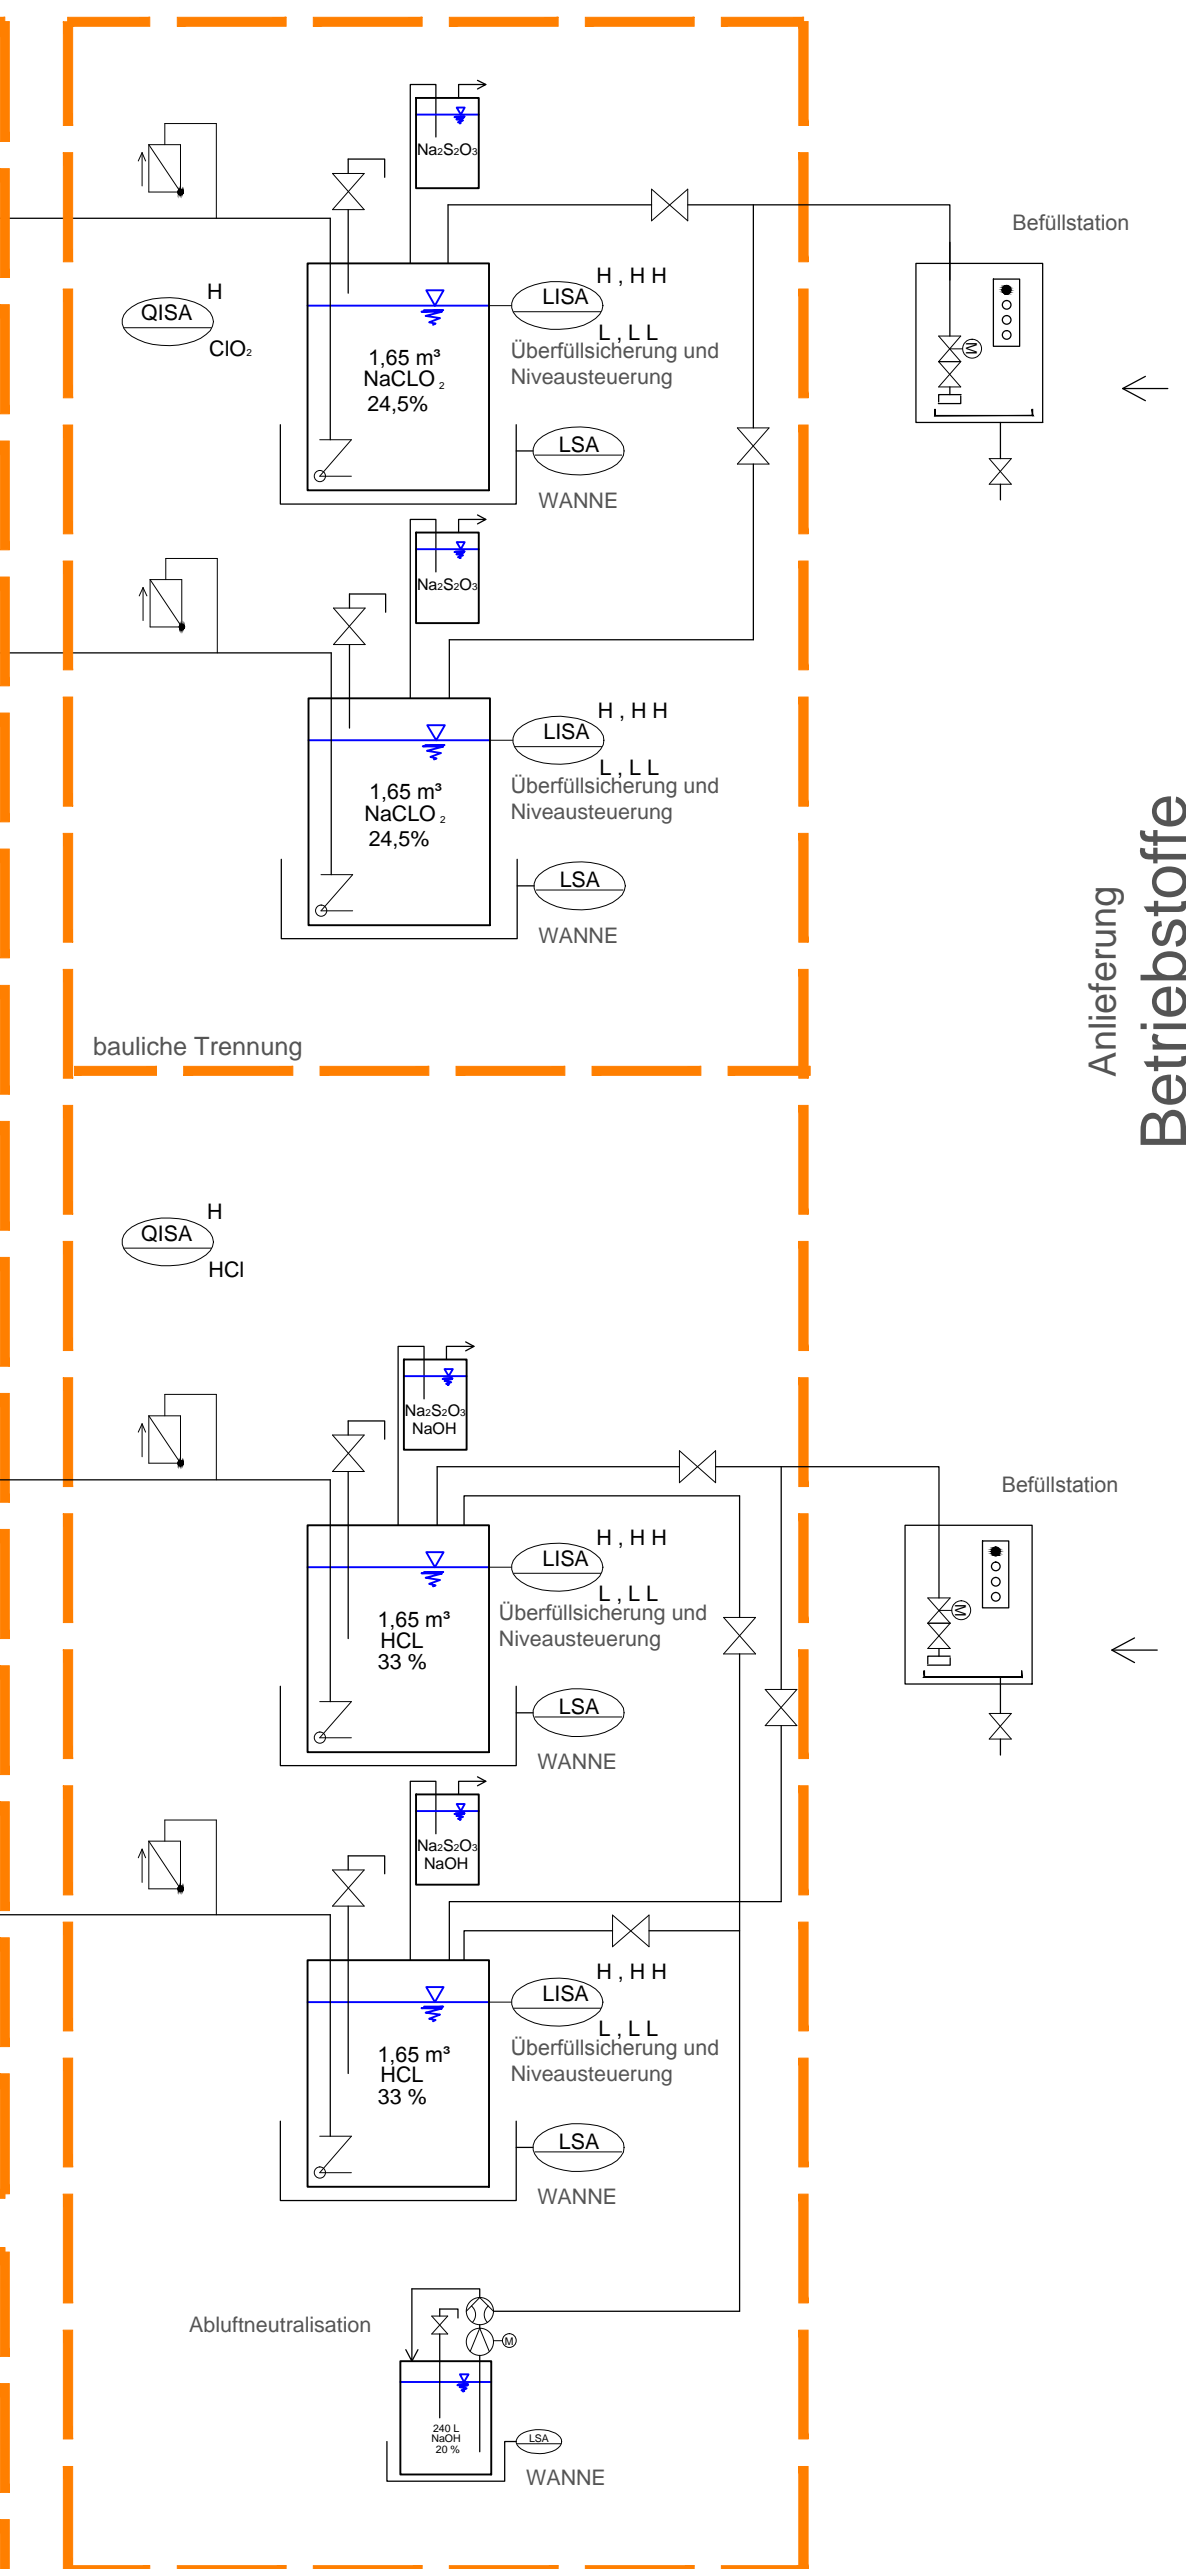 Na₂S₂O₃
Befüllstation
H , H H
LISA
L , L L
Überfüllsicherung und
Niveausteuerung
H
QISA
ClO₂
1,65 m³
NaCLO ₂
24,5%
M
LSA
WANNE
Na₂S₂O₃
H , H H
LISA
L , L L
Überfüllsicherung und
Niveausteuerung
1,65 m³
NaCLO ₂
24,5%
LSA
WANNE
Anlieferung
Betriebstoffe
bauliche Trennung
H
QISA
HCl
Na₂S₂O₃
NaOH
Befüllstation
H , H H
LISA
L , L L
Überfüllsicherung und
Niveausteuerung
1,65 m³
HCL
33 %
M
LSA
WANNE
Na₂S₂O₃
NaOH
H , H H
LISA
L , L L
Überfüllsicherung und
Niveausteuerung
1,65 m³
HCL
33 %
LSA
WANNE
Abluftneutralisation
M
240 L
NaOH
20 %
LSA
WANNE